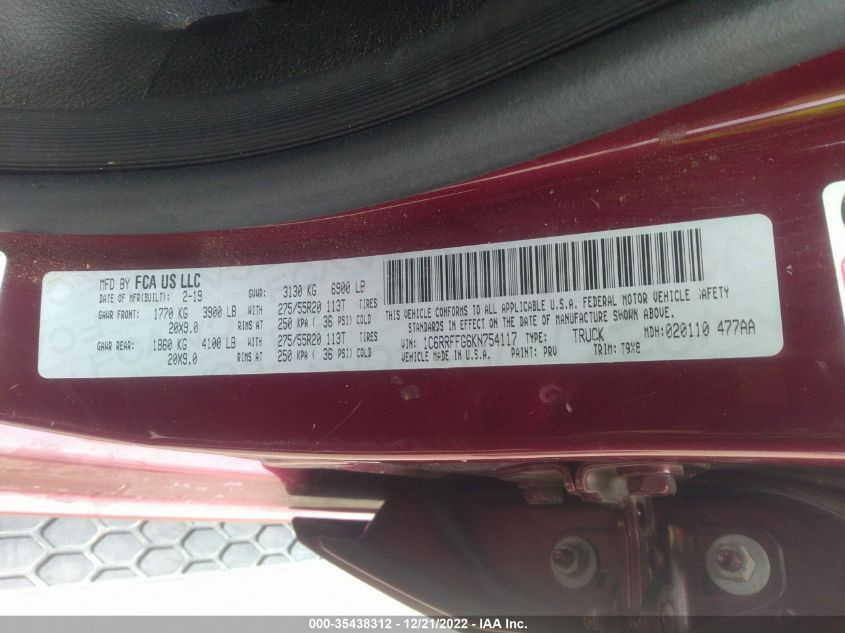 MFD BY FCA US LLC
DATE OF MFR(BUILT): 2-19 GVWR: 3130 KG 6900 LB
GAWR FRONT: 1770 KG 3900 LB WITH 275/55R20 113T TIRES
20X9.0 RIMS AT 250 KPA ( 36 PSI) COLD
GAWR REAR: 1860 KG 4100 LB WITH 275/55R20 113T TIRES
20X9.0 RIMS AT 250 KPA ( 36 PSI) COLD
THIS VEHICLE CONFORMS TO ALL APPLICABLE U.S.A. FEDERAL MOTOR VEHICLE SAFETY
STANDARDS IN EFFECT ON THE DATE OF MANUFACTURE SHOWN ABOVE.
VIN: 1C6RRFFG6KN754117 TYPE: TRUCK MDH:020110 477AA
VEHICLE MADE IN U.S.A. PAINT: PRV TRIM: T9X8
000-35438312 - 12/21/2022 - IAA Inc.